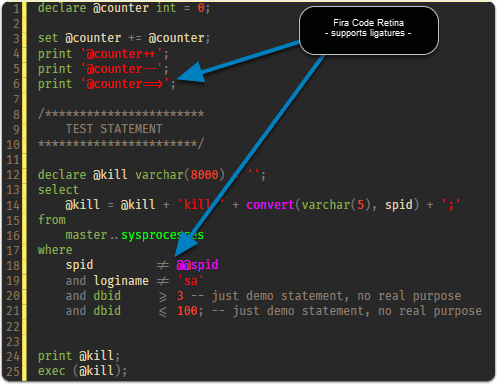 1 declare @counter int = 0;
2
3 set @counter += @counter;
4 print '@counter++';
5 print '@counter--';
6 print '@counter==>';
7
8 /***********************
9 TEST STATEMENT
10 ***********************/
11
12 declare @kill varchar(8000) '';
13 select
14 @kill = @kill + 'kill ' + convert(varchar(5), spid) + ';'
15 from
16 master..sysprocesses
17 where
18 spid ≠ @@spid
19 and loginame ≠ 'sa'
20 and dbid ⩾ 3 -- just demo statement, no real purpose
21 and dbid ⩽ 100; -- just demo statement, no real purpose
22
23
24 print @kill;
25 exec (@kill);
Fira Code Retina
- supports ligatures -